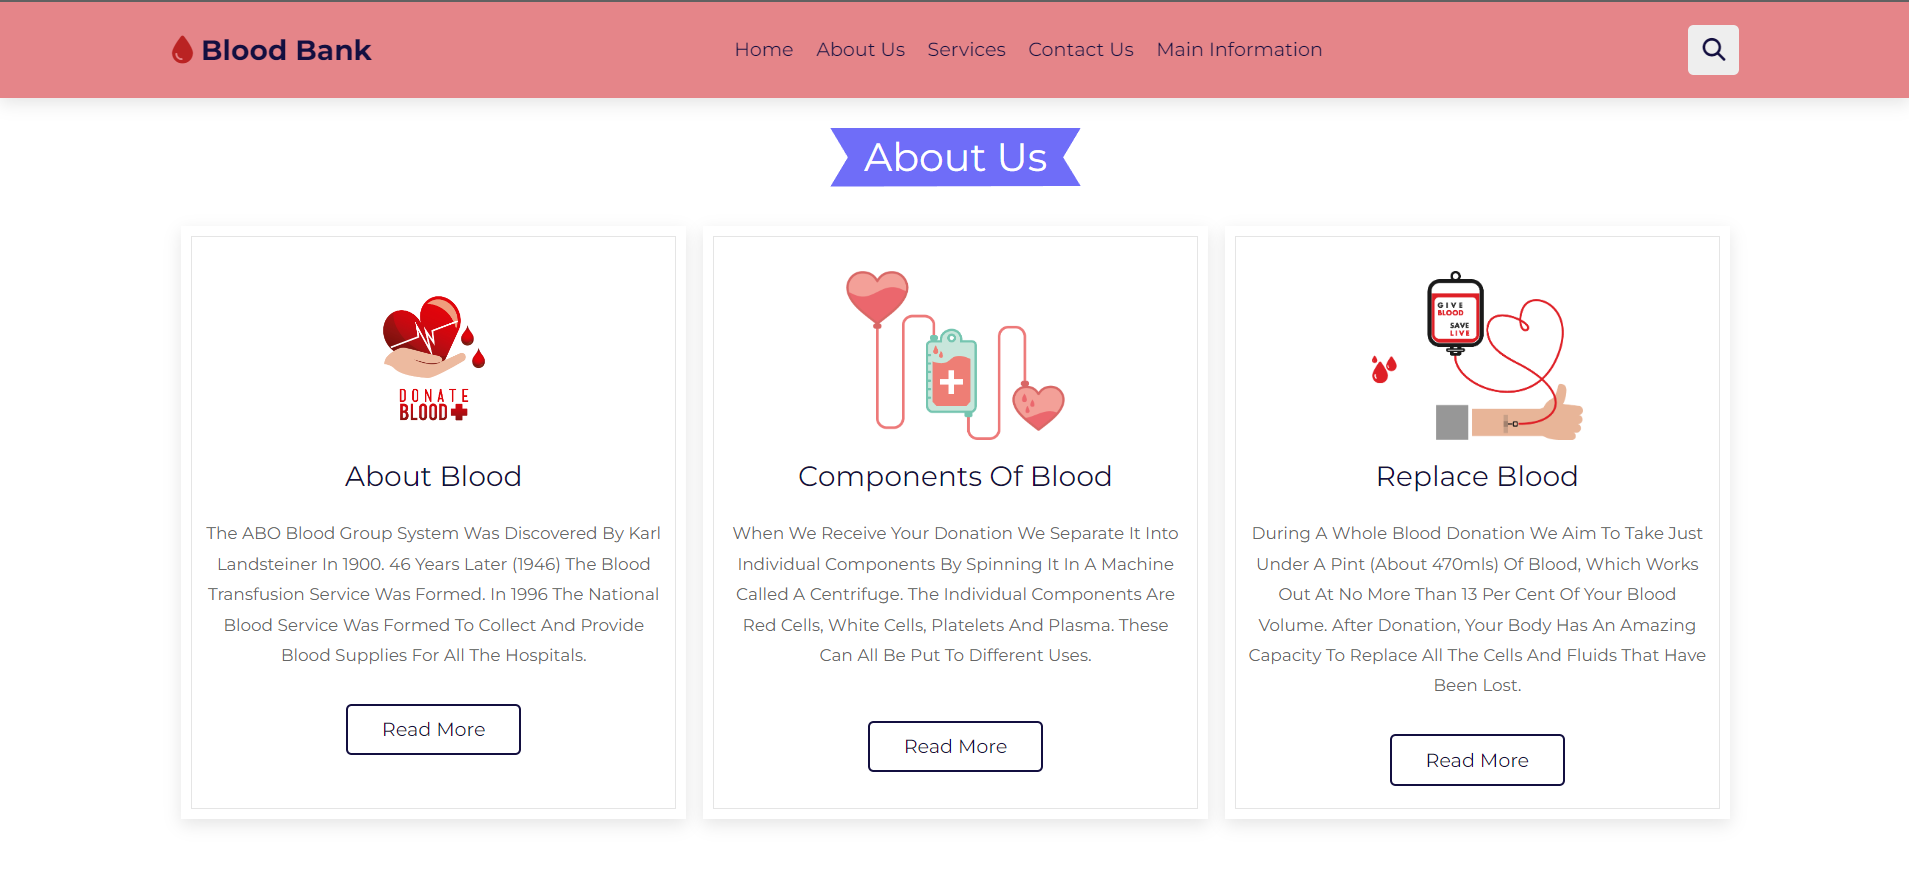 Blood Bank
Home About Us Services Contact Us Main Information
About Us
DONATE
BLOOD
About Blood
The ABO Blood Group System Was Discovered By Karl
Landsteiner In 1900. 46 Years Later (1946) The Blood
Transfusion Service Was Formed. In 1996 The National
Blood Service Was Formed To Collect And Provide
Blood Supplies For All The Hospitals.
Read More
Components Of Blood
When We Receive Your Donation We Separate It Into
Individual Components By Spinning It In A Machine
Called A Centrifuge. The Individual Components Are
Red Cells, White Cells, Platelets And Plasma. These
Can All Be Put To Different Uses.
Read More
GIVE
BLOOD
SAVE
LIVE
Replace Blood
During A Whole Blood Donation We Aim To Take Just
Under A Pint (About 470mls) Of Blood, Which Works
Out At No More Than 13 Per Cent Of Your Blood
Volume. After Donation, Your Body Has An Amazing
Capacity To Replace All The Cells And Fluids That Have
Been Lost.
Read More